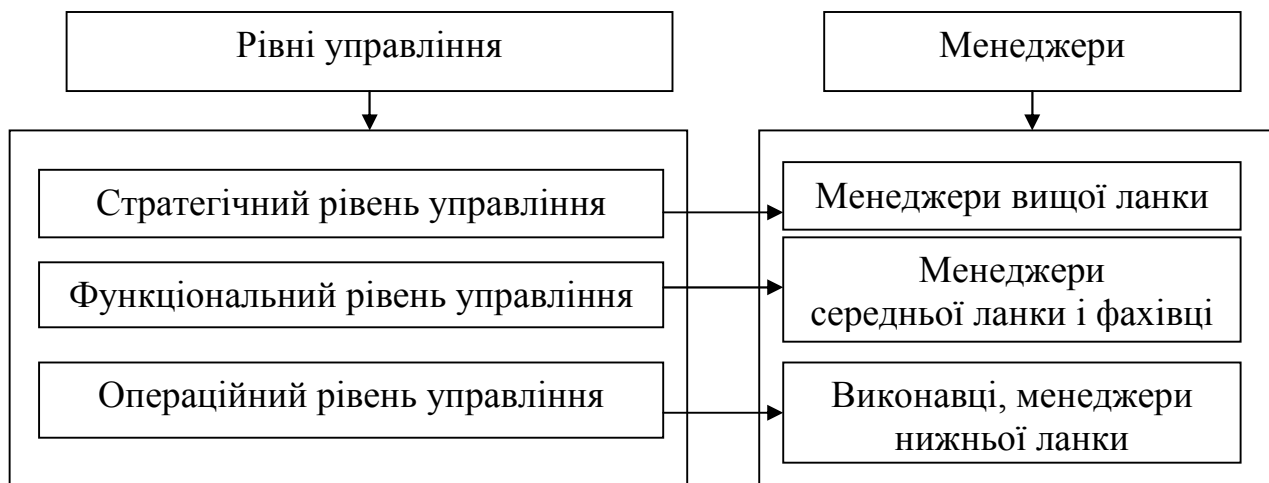 Рівні управління
Менеджери
Стратегічний рівень управління
Менеджери вищої ланки
Функціональний рівень управління
Менеджери
середньої ланки і фахівці
Операційний рівень управління
Виконавці, менеджери
нижньої ланки